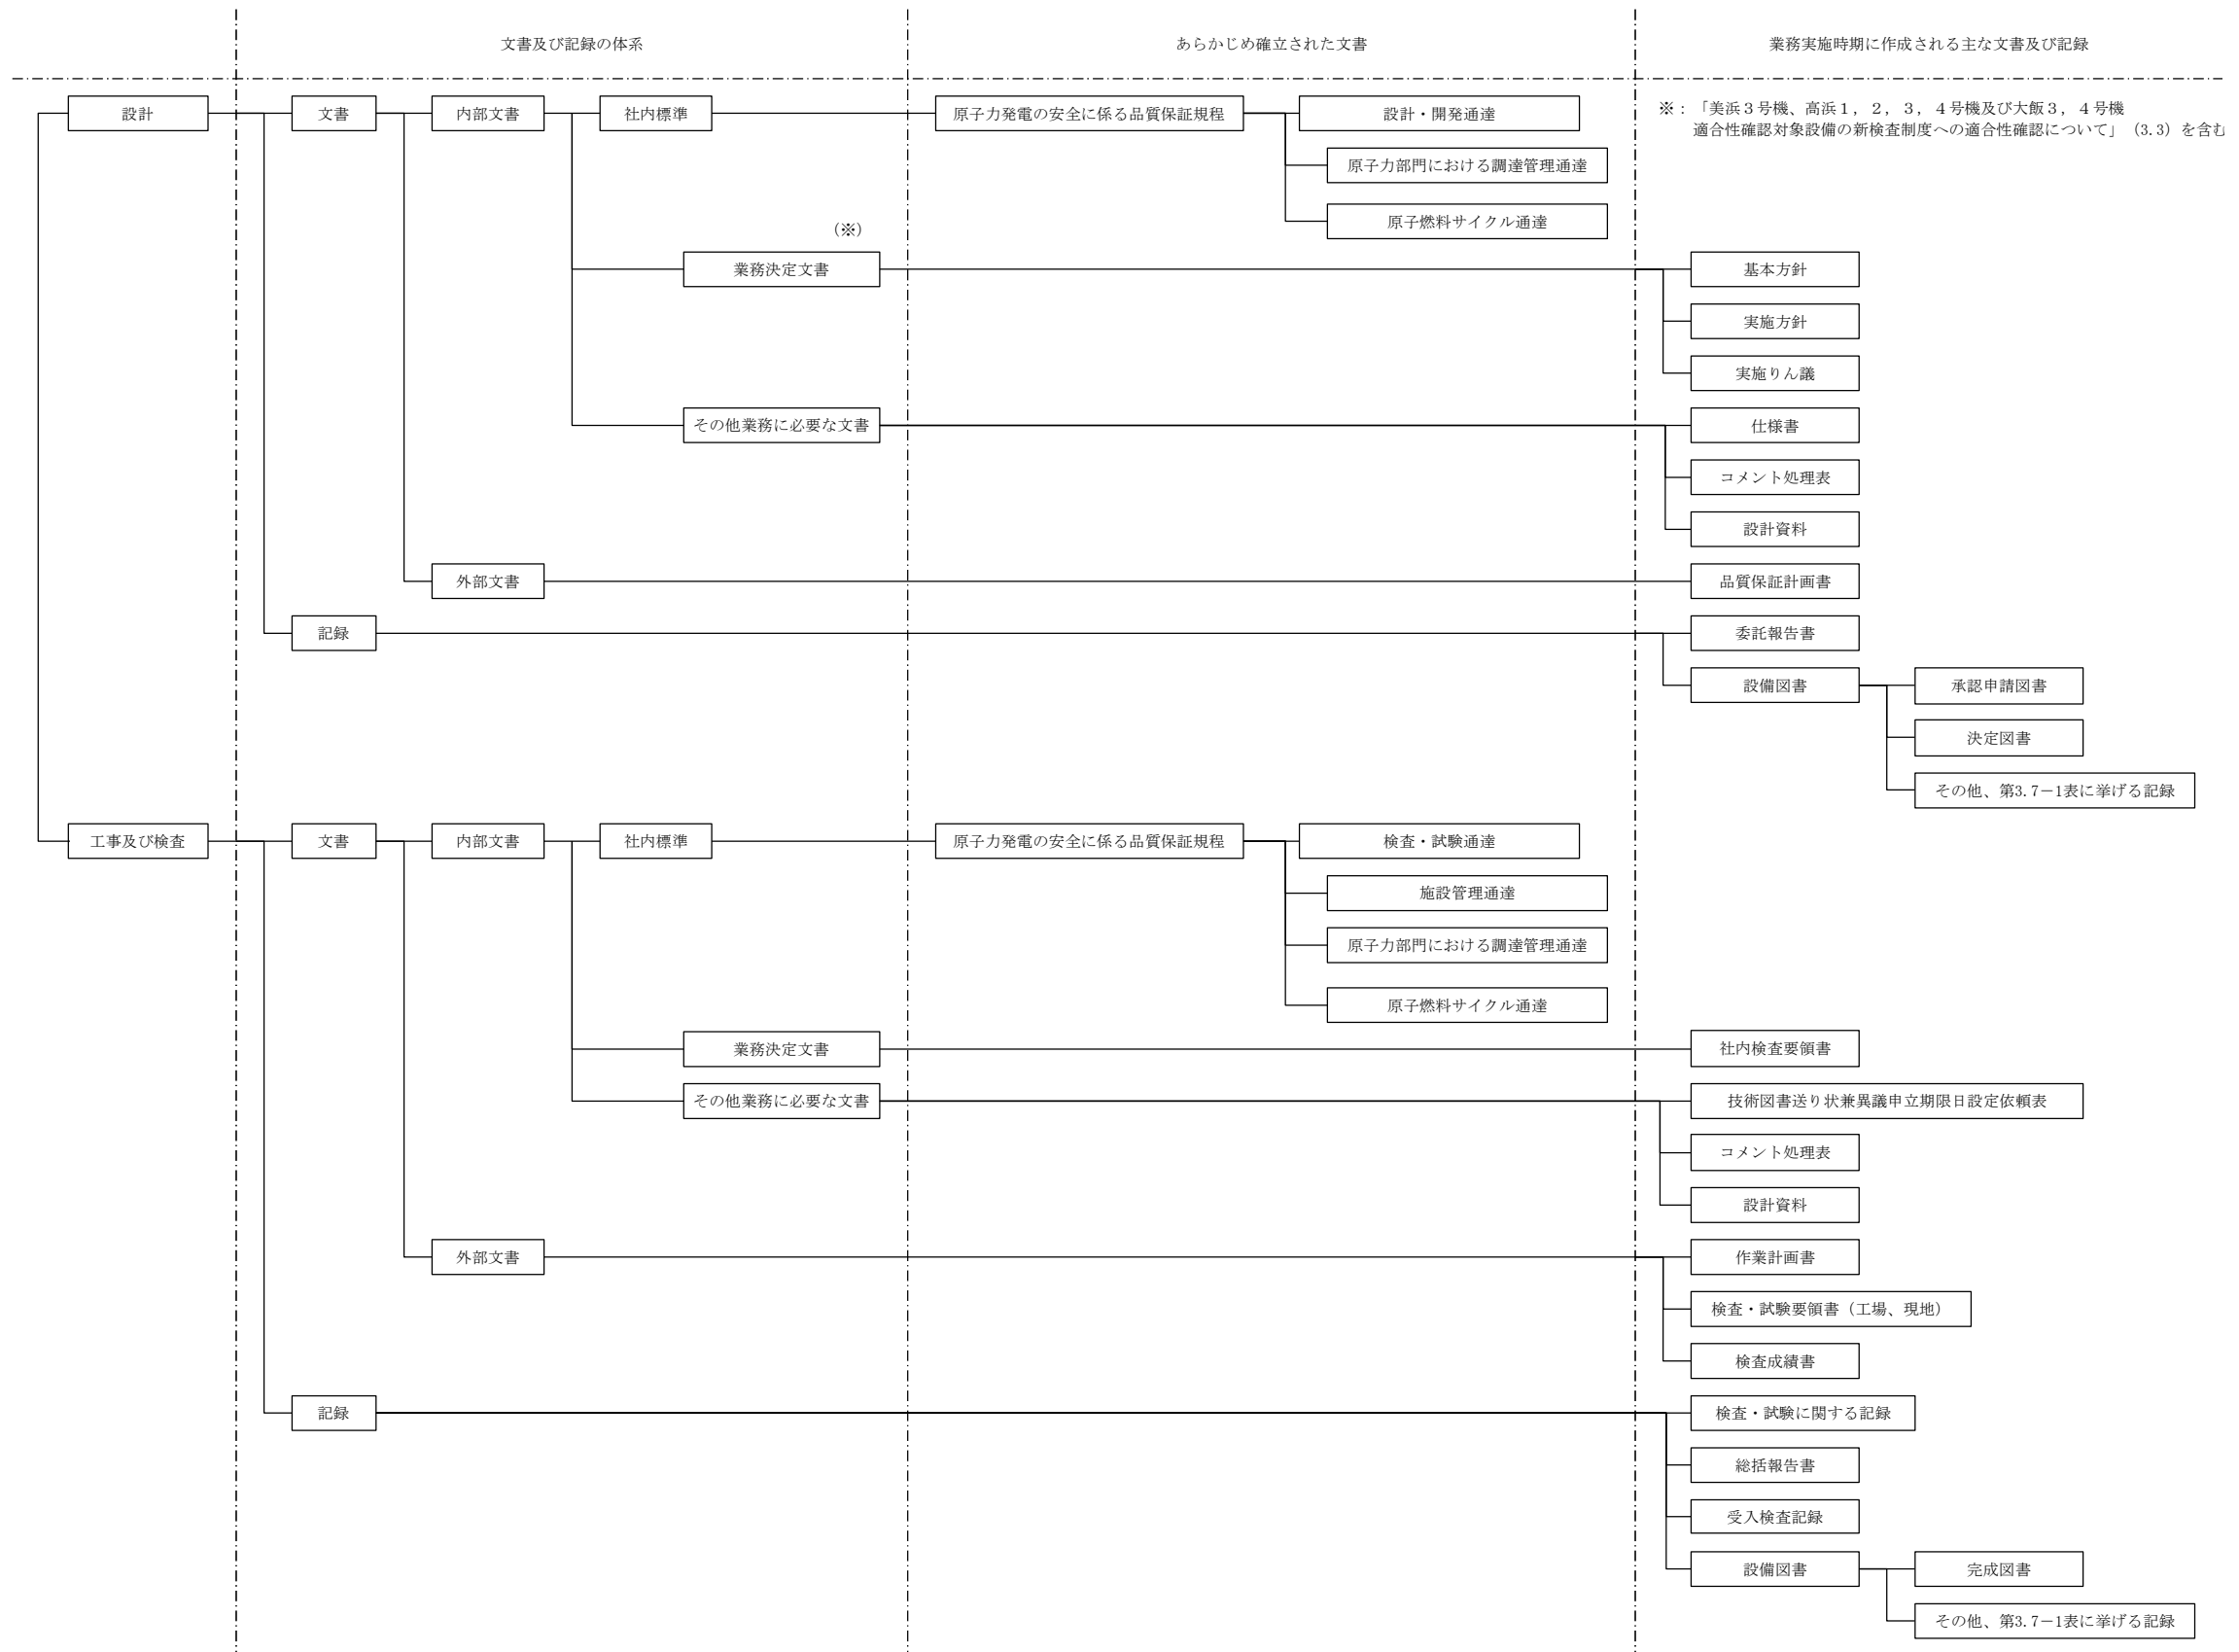 文書及び記録の体系
あらかじめ確立された文書
業務実施時期に作成される主な文書及び記録
設計
文書
内部文書
社内標準
原子力発電の安全に係る品質保証規程
設計・開発通達
※:「美浜3号機、高浜1,2,3,4号機及び大飯3,4号機
適合性確認対象設備の新検査制度への適合性確認について」(3.3)を含む
原子力部門における調達管理通達
原子燃料サイクル通達
(※)
業務決定文書
基本方針
実施方針
実施りん議
その他業務に必要な文書
仕様書
コメント処理表
設計資料
外部文書
品質保証計画書
記録
委託報告書
設備図書
承認申請図書
決定図書
その他、第3.7-1表に挙げる記録
工事及び検査
文書
内部文書
社内標準
原子力発電の安全に係る品質保証規程
検査・試験通達
施設管理通達
原子力部門における調達管理通達
原子燃料サイクル通達
業務決定文書
社内検査要領書
その他業務に必要な文書
技術図書送り状兼異議申立期限日設定依頼表
コメント処理表
設計資料
外部文書
作業計画書
検査・試験要領書(工場、現地)
検査成績書
記録
検査・試験に関する記録
総括報告書
受入検査記録
設備図書
完成図書
その他、第3.7-1表に挙げる記録